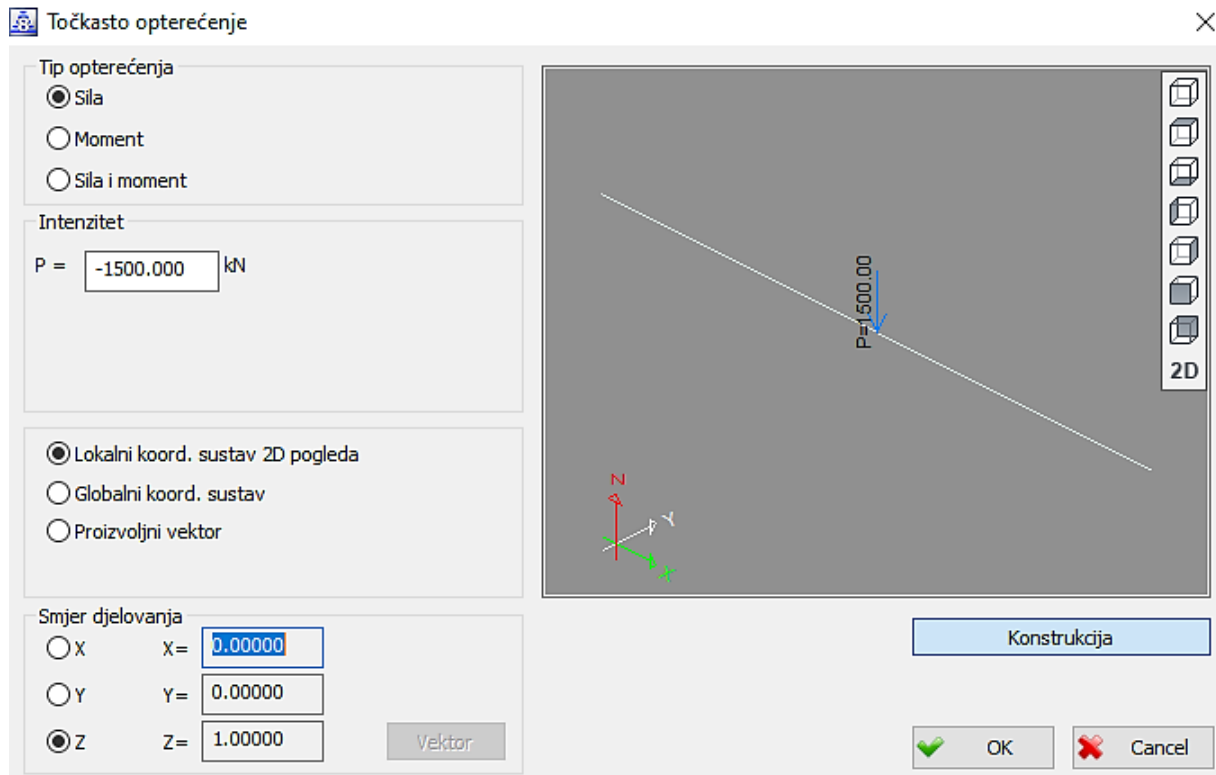 Točkasto opterećenje
Tip opterećenja
Sila
Moment
Sila i moment
Intenzitet
P = -1500.000 kN
Lokalni koord. sustav 2D pogleda
Globalni koord. sustav
Proizvoljni vektor
Smjer djelovanja
X X= 0.00000
Y Y= 0.00000
Z Z= 1.00000
Vektor
P=1500.00
Z
Y
X
2D
Konstrukcija
OK Cancel